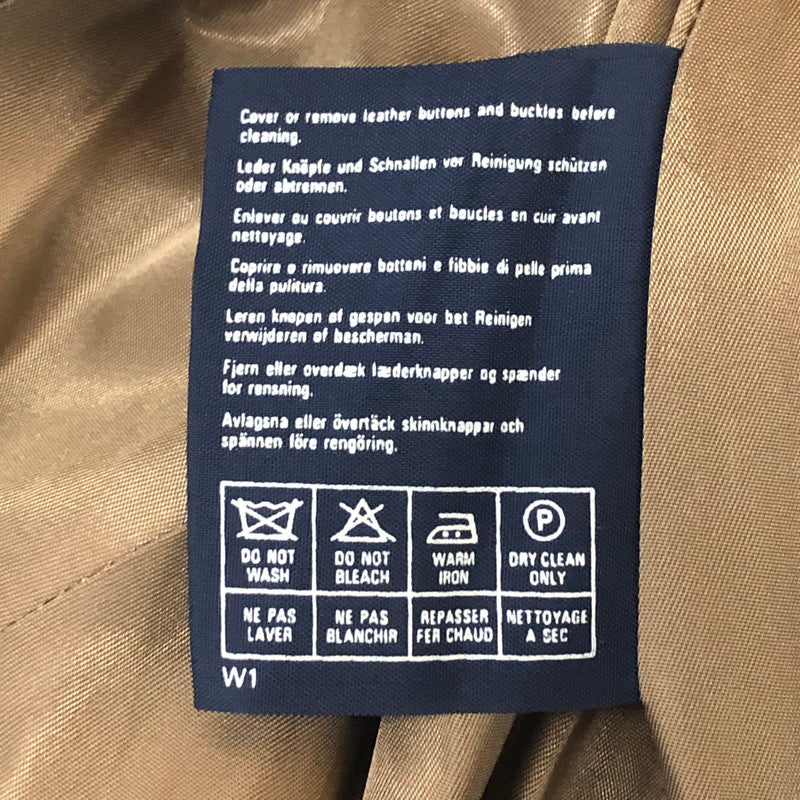 Cover or remove leather buttons and buckles before
cleaning.
Leder Knöpfe und Schnallen vor Reinigung schützen
oder abtrennen.
Enlever ou couvrir boutons et boucles en cuir avant
nettoyage.
Coprire o rimuovere bottoni e fibbie di pelle prima
della pulitura.
Leren knopen of gespen voor bet Reinigen
verwijderen of bescherman.
Fjern eller overdæk læderknapper og spænder
for rensning.
Avlagsna eller övertäck skinnknappar och
spännen före rengöring.
P
DO NOT WASH
DO NOT BLEACH
WARM IRON
DRY CLEAN ONLY
NE PAS LAVER
NE PAS BLANCHIR
REPASSER FER CHAUD
NETTOYAGE A SEC
W1